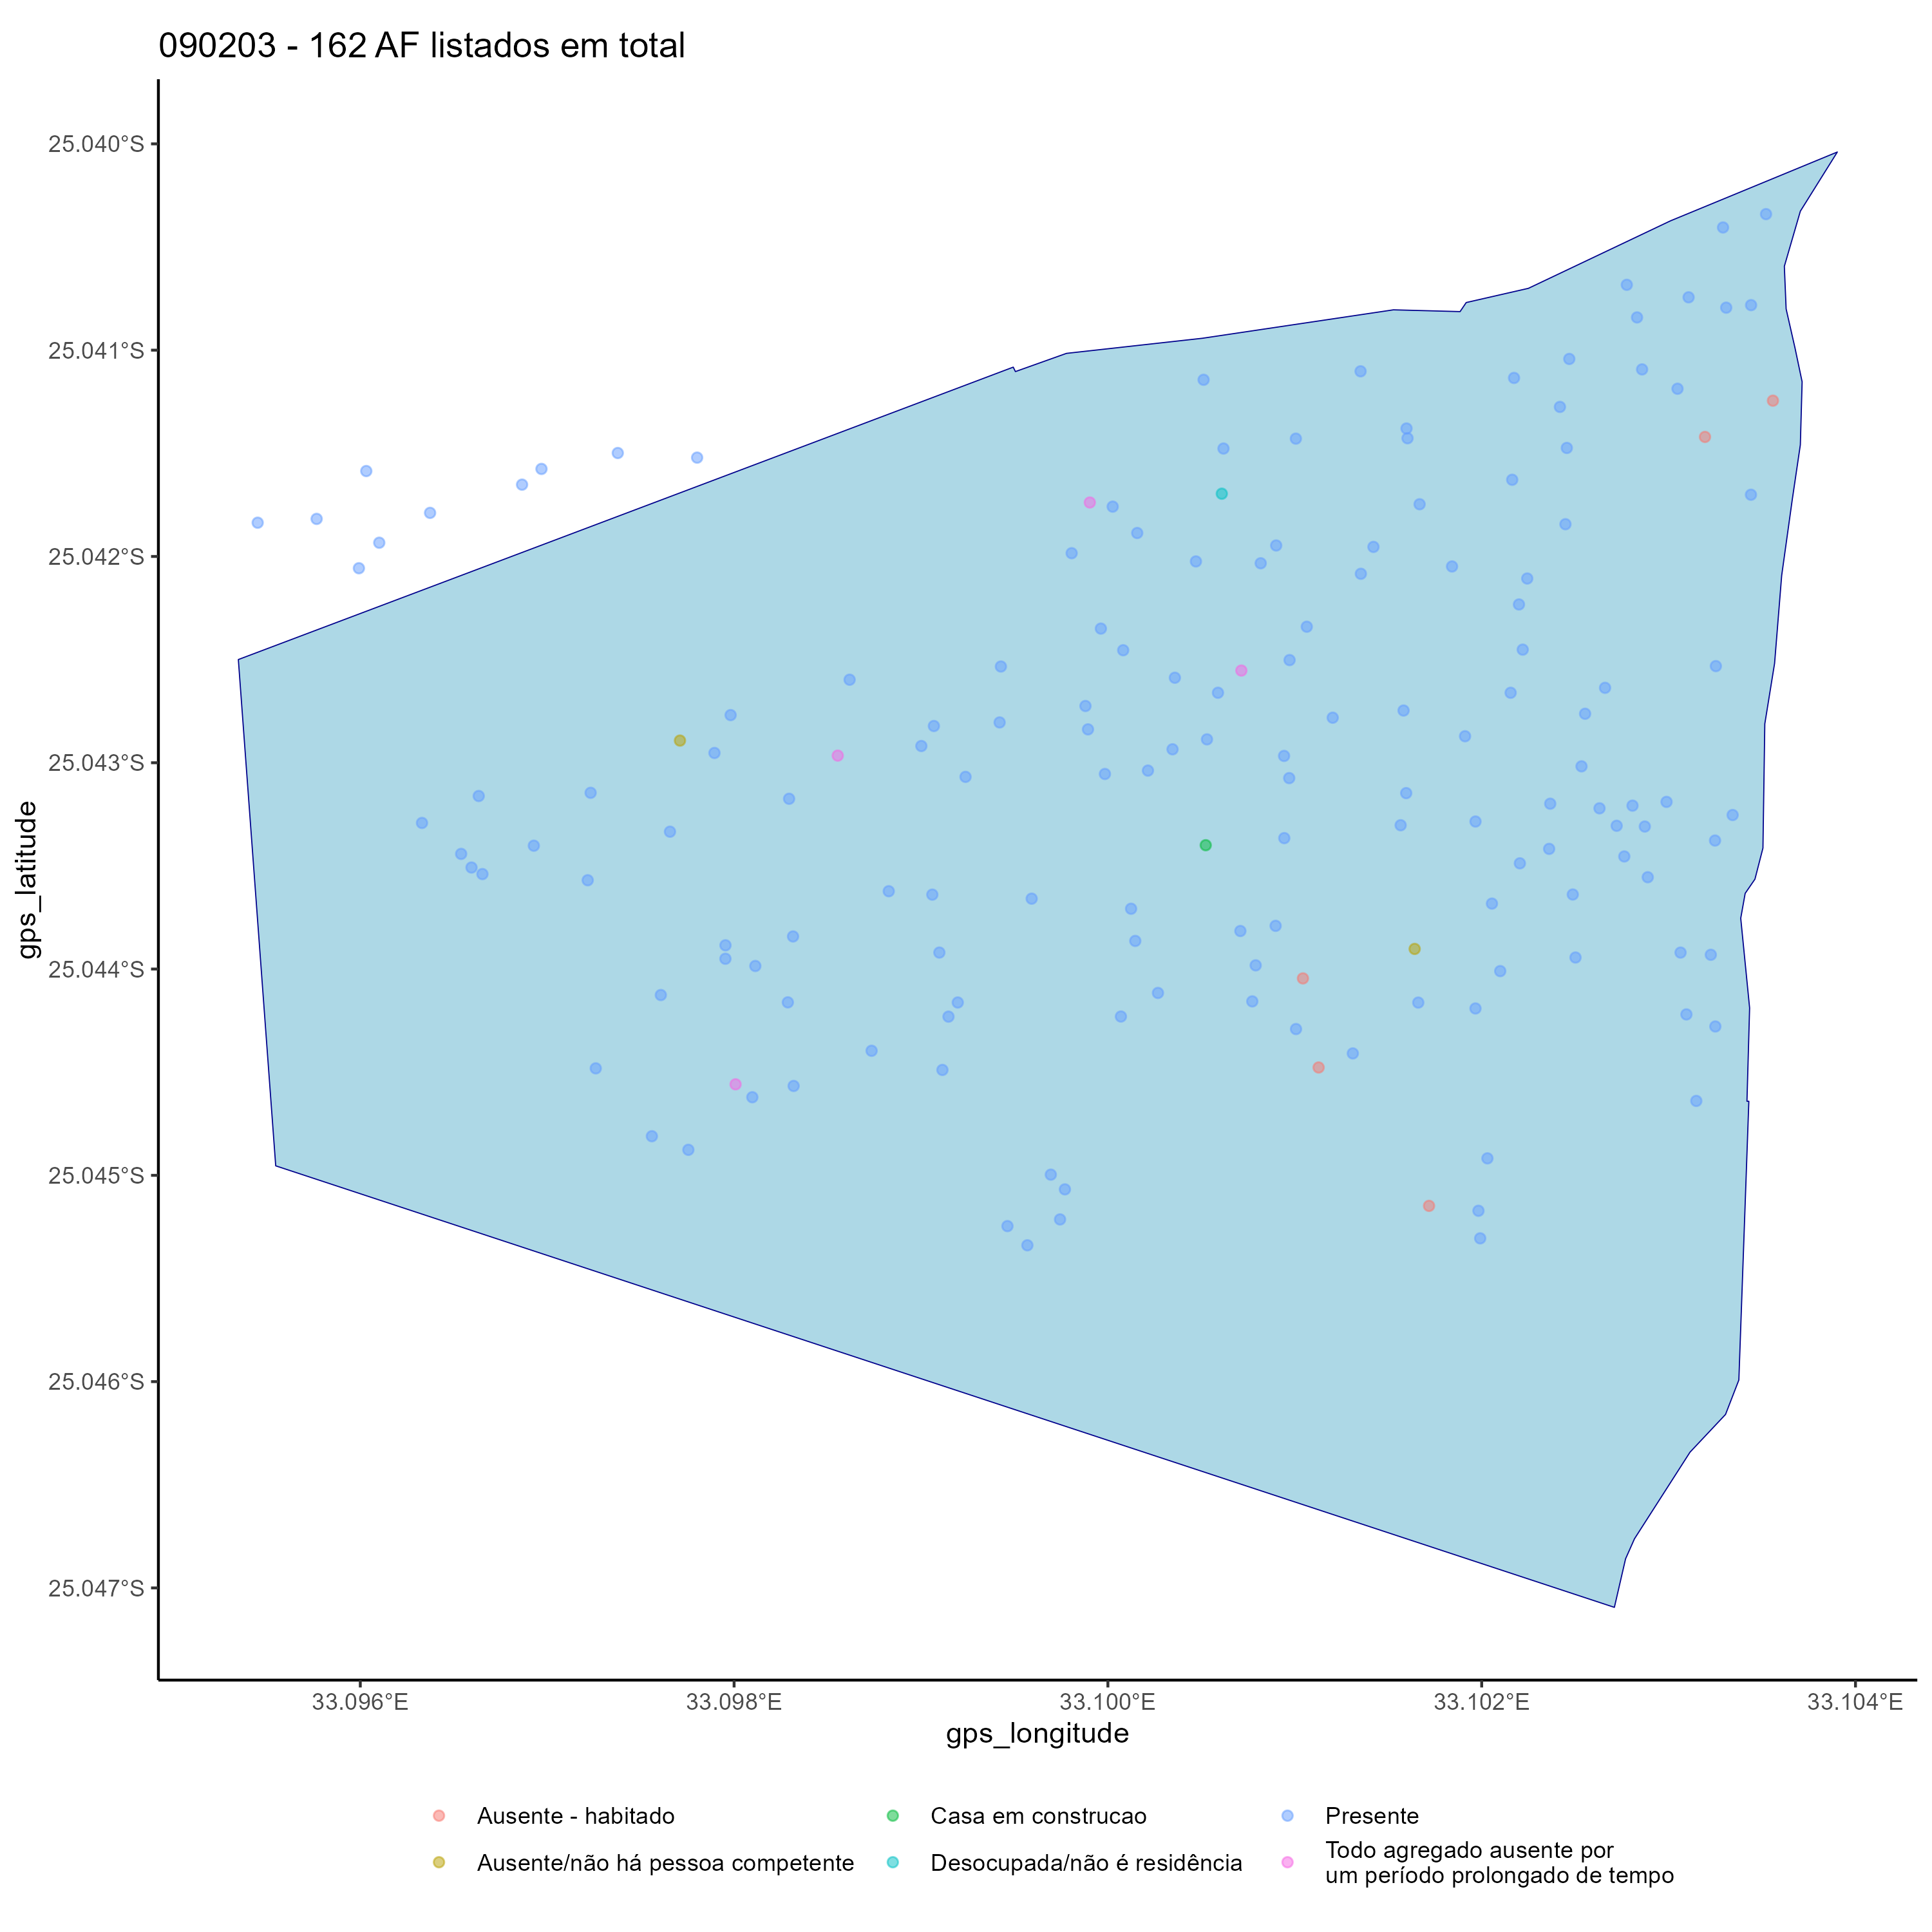 090203 - 162 AF listados em total
25.040°S
25.041°S
25.042°S
25.043°S
25.044°S
25.045°S
25.046°S
25.047°S
gps_latitude
33.096°E 33.098°E 33.100°E 33.102°E 33.104°E
gps_longitude
Ausente - habitado Casa em construcao Presente
Ausente/não há pessoa competente Desocupada/não é residência Todo agregado ausente por
um período prolongado de tempo